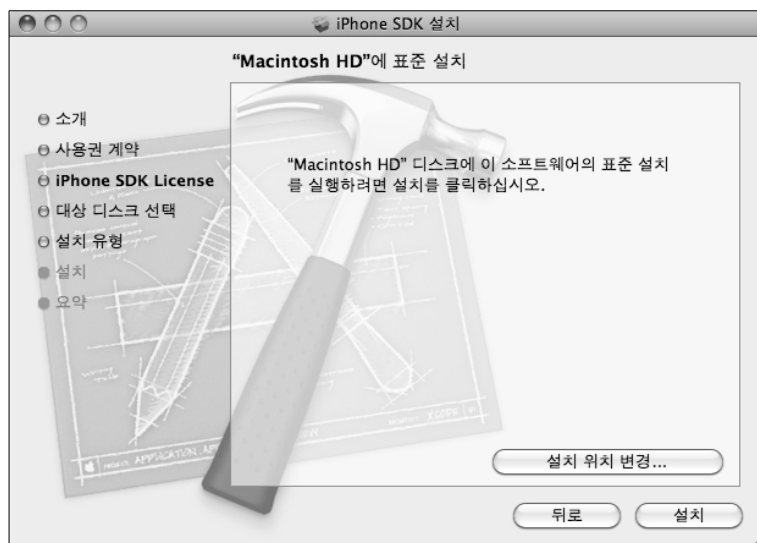 iPhone SDK 설치
“Macintosh HD”에 표준 설치
소개
사용권 계약
iPhone SDK License
대상 디스크 선택
설치 유형
설치
요약
“Macintosh HD” 디스크에 이 소프트웨어의 표준 설치
를 실행하려면 설치를 클릭하십시오.
APPLICATION.APP
XCODE
설치 위치 변경...
뒤로
설치